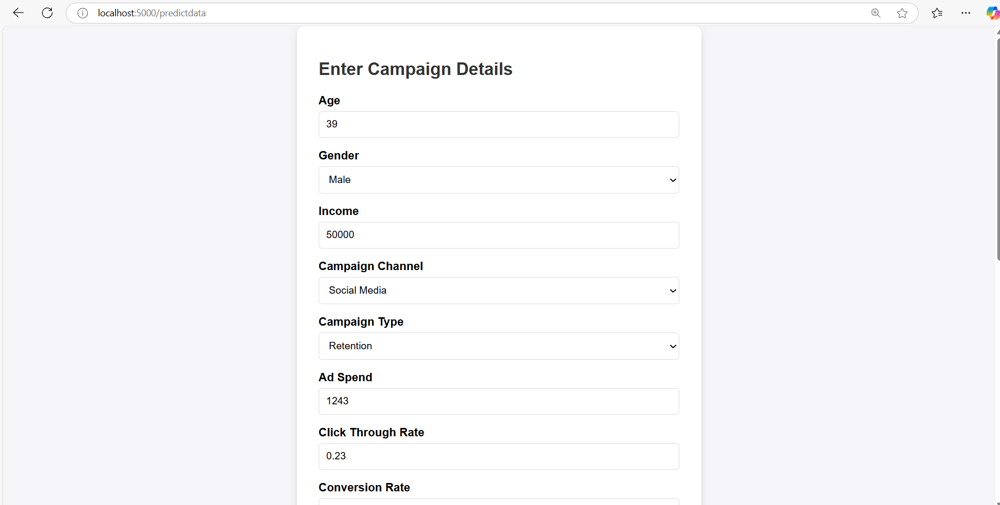 localhost:5000/predictdata
Enter Campaign Details
Age
39
Gender
Male
Income
50000
Campaign Channel
Social Media
Campaign Type
Retention
Ad Spend
1243
Click Through Rate
0.23
Conversion Rate